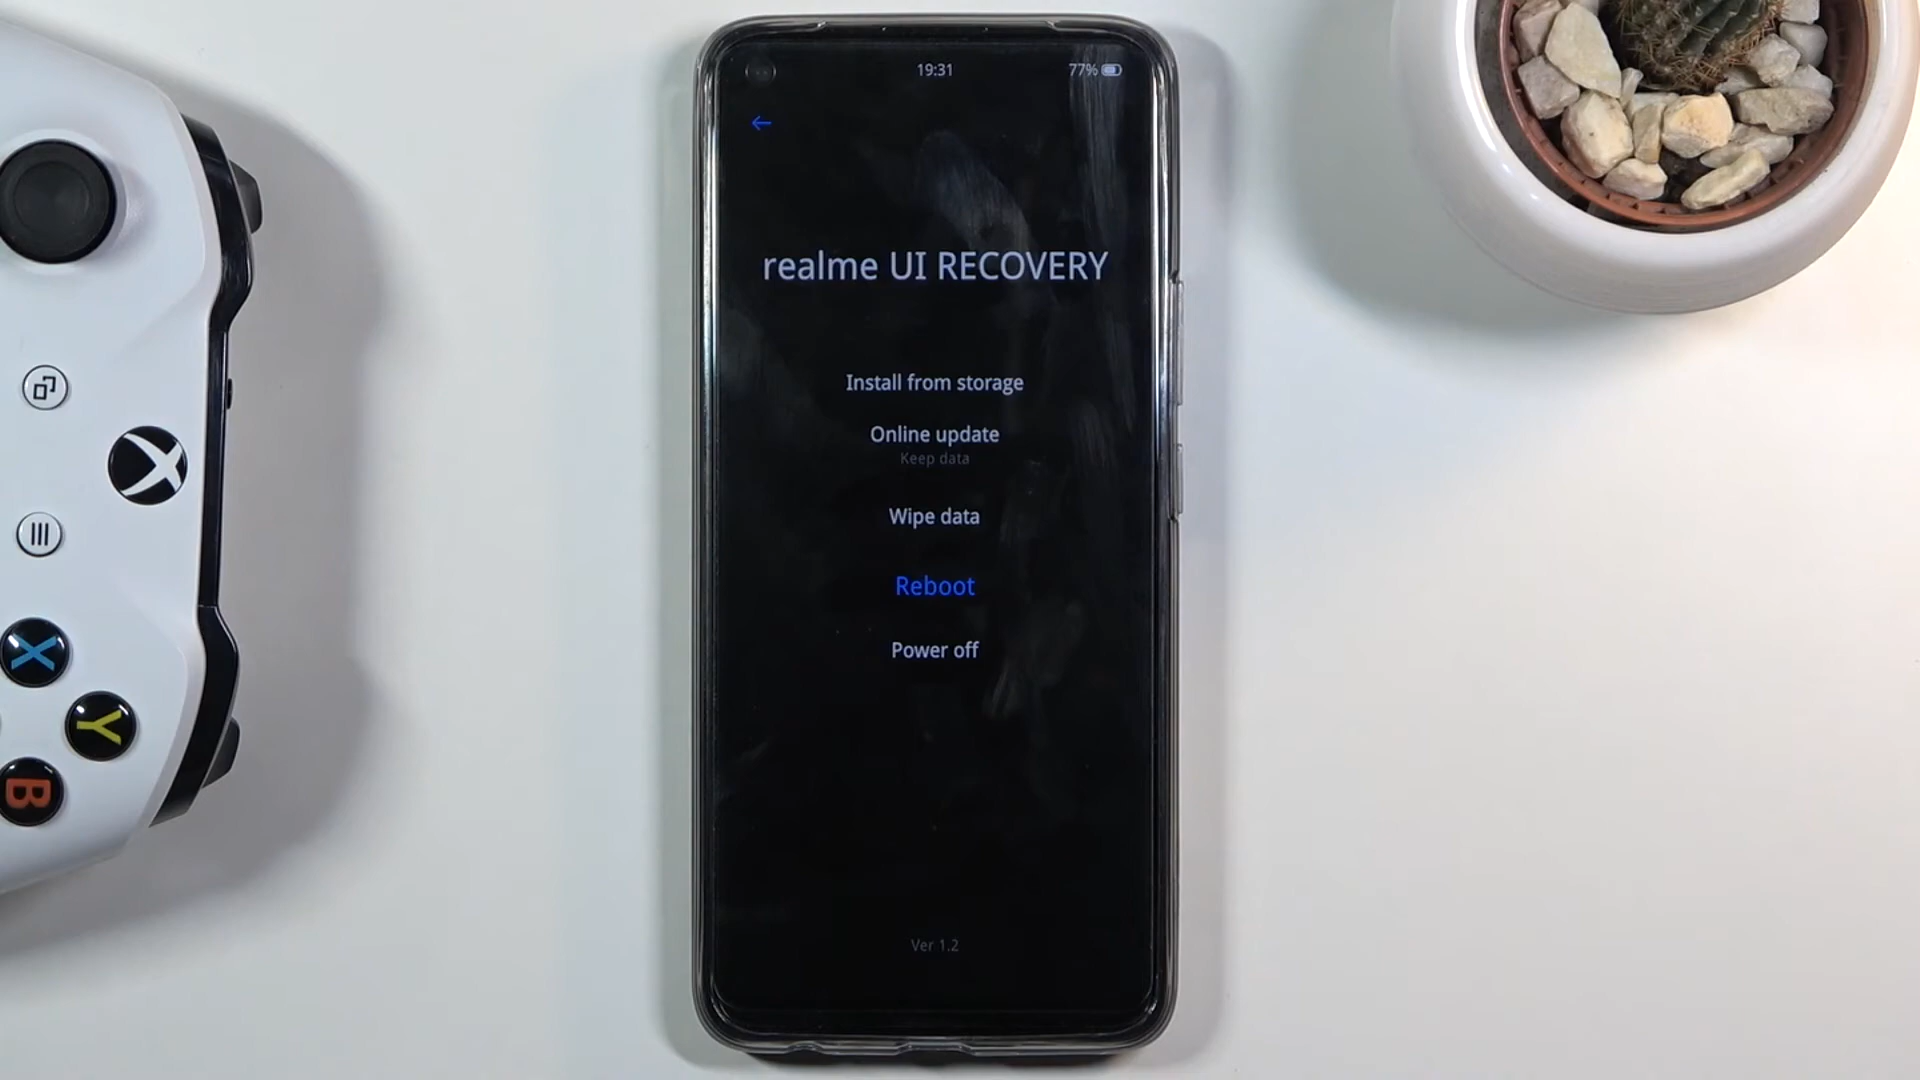 19:31
77%
realme UI RECOVERY
Install from storage
Online update
Keep data
Wipe data
Reboot
Power off
Ver 1.2
X
Y
B